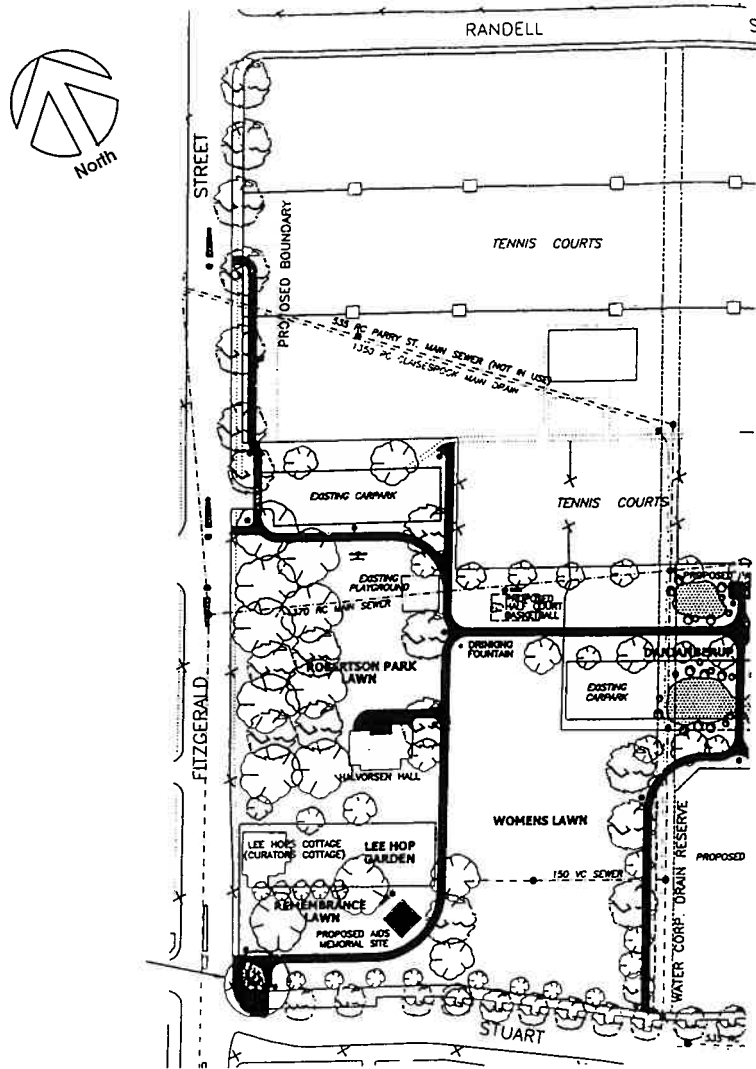 RANDELL
S
North
STREET
PROPOSED BOUNDARY
TENNIS COURTS
535 RC PARRY ST. MAIN SEWER (NOT IN USE)
1350 RC CLAISEBROOK MAIN DRAIN
EXISTING CARPARK
TENNIS COURTS
EXISTING
PLAYGROUND
PROPOSED
HALF COURT
BASKETBALL
PROPOSED
RC MAIN SEWER
DRINKING
FOUNTAIN
ROBERTSON PARK
LAWN
EXISTING
CARPARK
FITZGERALD
HALVORSEN HALL
WOMENS LAWN
LEE HOPS COTTAGE
(CURATORS COTTAGE)
LEE HOP
GARDEN
PROPOSED
150 VC SEWER
WATER CORP. DRAIN RESERVE
REMEMBRANCE
LAWN
PROPOSED AIDS
MEMORIAL SITE
STUART